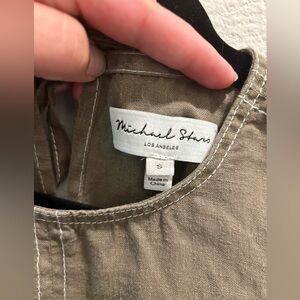 Michael Stars
LOS ANGELES
S
Made in
China